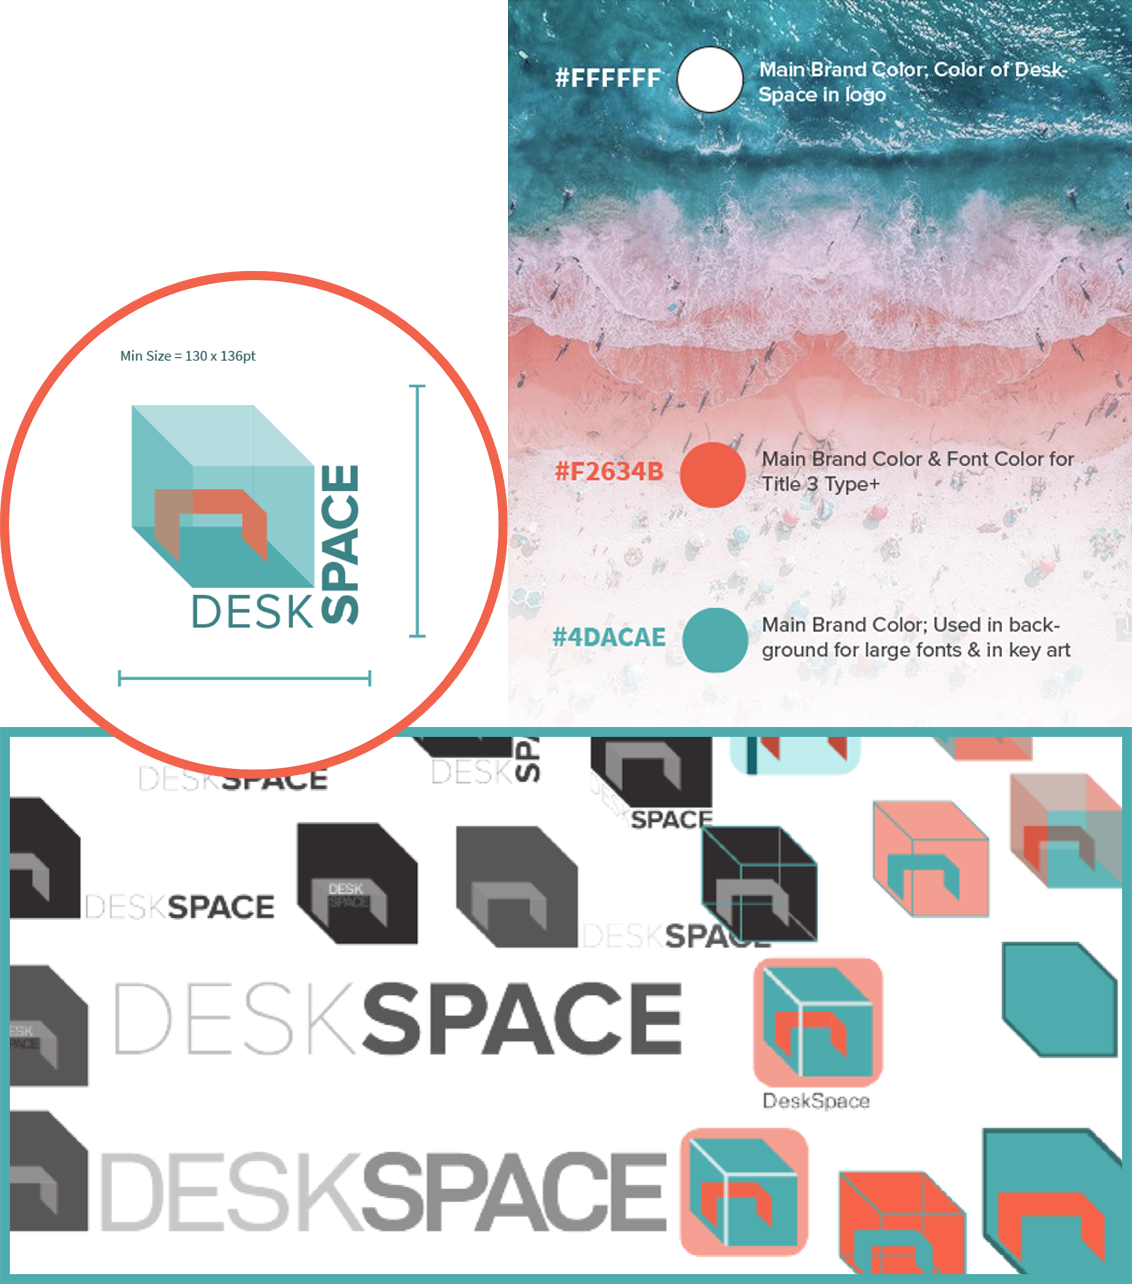 #FFFFFF
Main Brand Color; Color of Desk-
Space in logo
Min Size = 130 x 136pt
SPACE
DESK
#F2634B
Main Brand Color & Font Color for
Title 3 Type+
#4DACAE
Main Brand Color; Used in back-
ground for large fonts & in key art
DESKSPACE
DESK
SPACE
DESKSPACE
DESK
SPACE
DESKSPACE
DESKSPACE
DeskSpace
DESKSPACE